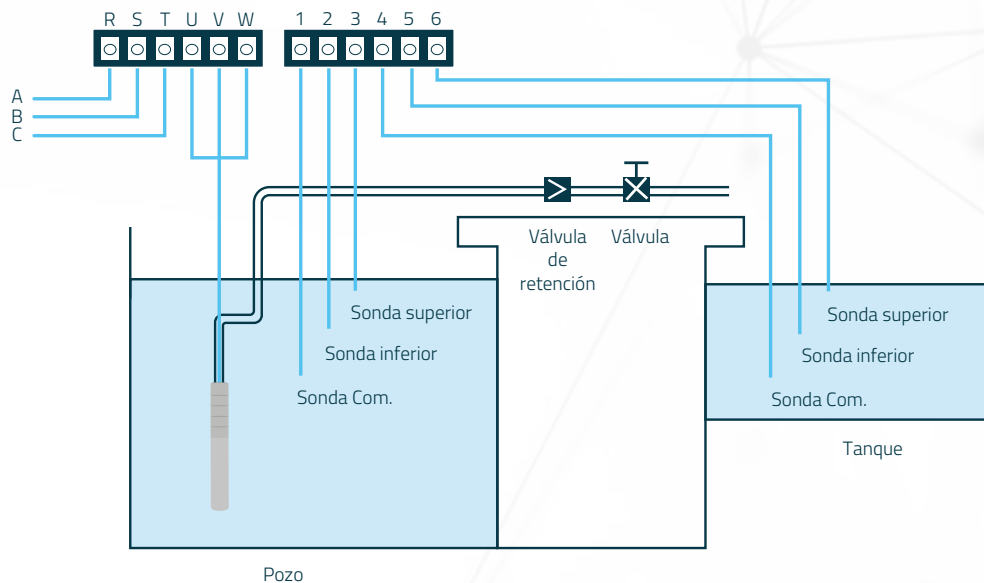 R S T U V W
1 2 3 4 5 6
A
B
C
Válvula
de
retención
Válvula
Sonda superior
Sonda inferior
Sonda Com.
Sonda superior
Sonda inferior
Sonda Com.
Tanque
Pozo